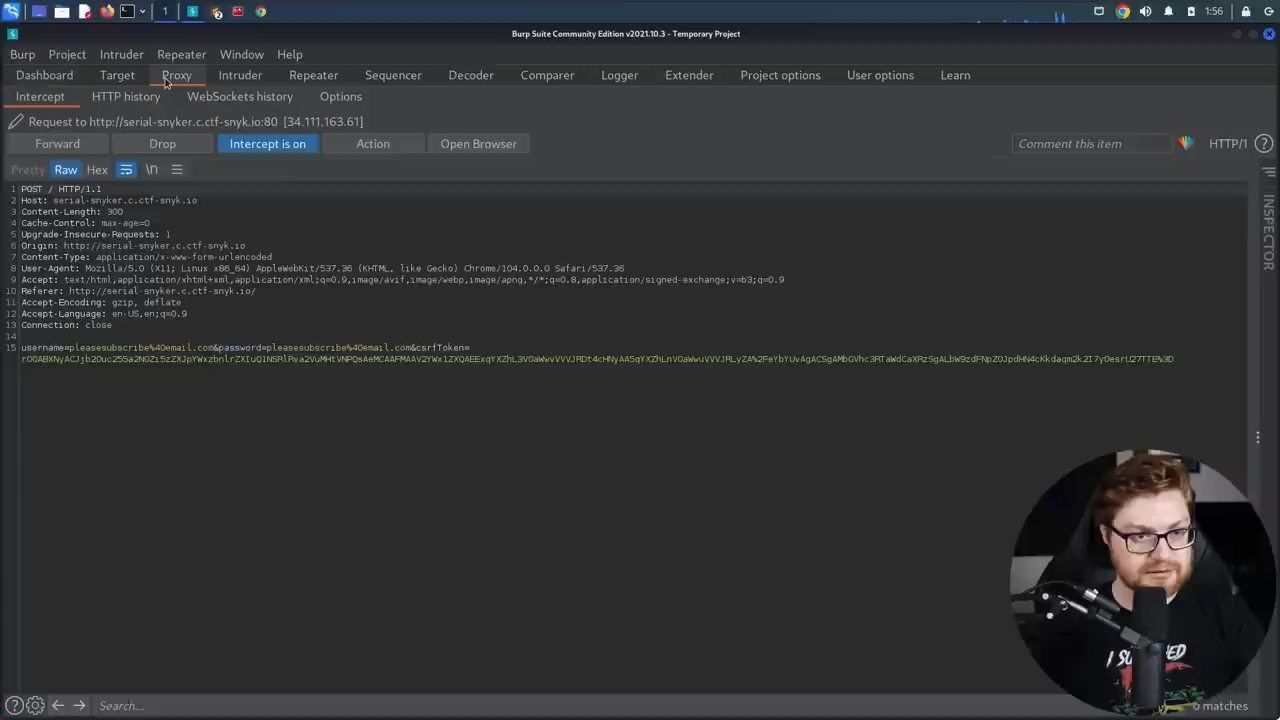 1 1:56
Burp Suite Community Edition v2021.10.3 - Temporary Project
Burp Project Intruder Repeater Window Help
Dashboard Target Proxy Intruder Repeater Sequencer Decoder Comparer Logger Extender Project options User options Learn
Intercept HTTP history WebSockets history Options
Request to http://serial-snyker.c.ctf-snyk.io:80 [34.111.163.61]
Forward Drop Intercept is on Action Open Browser Comment this item HTTP/1 ?
Pretty Raw Hex \n
INSPECTOR
1 POST / HTTP/1.1
2 Host: serial-snyker.c.ctf-snyk.io
3 Content-Length: 300
4 Cache-Control: max-age=0
5 Upgrade-Insecure-Requests: 1
6 Origin: http://serial-snyker.c.ctf-snyk.io
7 Content-Type: application/x-www-form-urlencoded
8 User-Agent: Mozilla/5.0 (X11; Linux x86_64) AppleWebKit/537.36 (KHTML, like Gecko) Chrome/104.0.0.0 Safari/537.36
9 Accept: text/html,application/xhtml+xml,application/xml;q=0.9,image/avif,image/webp,image/apng,*/*;q=0.8,application/signed-exchange;v=b3;q=0.9
10 Referer: http://serial-snyker.c.ctf-snyk.io/
11 Accept-Encoding: gzip, deflate
12 Accept-Language: en-US,en;q=0.9
13 Connection: close
14
15 username=pleasesubscribe%40email.com&password=pleasesubscribe%40email.com&csrfToken=
I
? Search... 0 matches